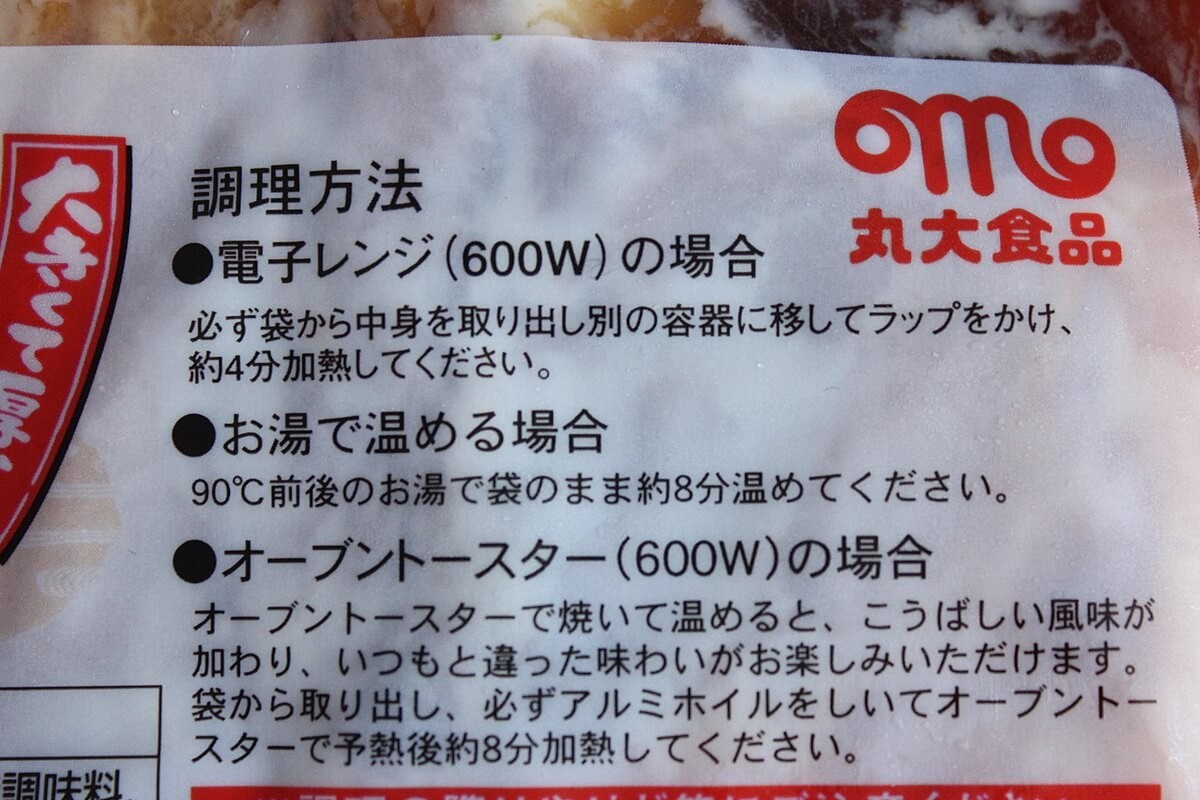 丸大食品
大きくて厚
調理方法
●電子レンジ(600W)の場合
必ず袋から中身を取り出し別の容器に移してラップをかけ、
約4分加熱してください。
●お湯で温める場合
90℃前後のお湯で袋のまま約8分温めてください。
●オーブントースター(600W)の場合
オーブントースターで焼いて温めると、こうばしい風味が
加わり、いつもと違った味わいがお楽しみいただけます。
袋から取り出し、必ずアルミホイルをしいてオーブントー
スターで予熱後約8分加熱してください。
調味料、